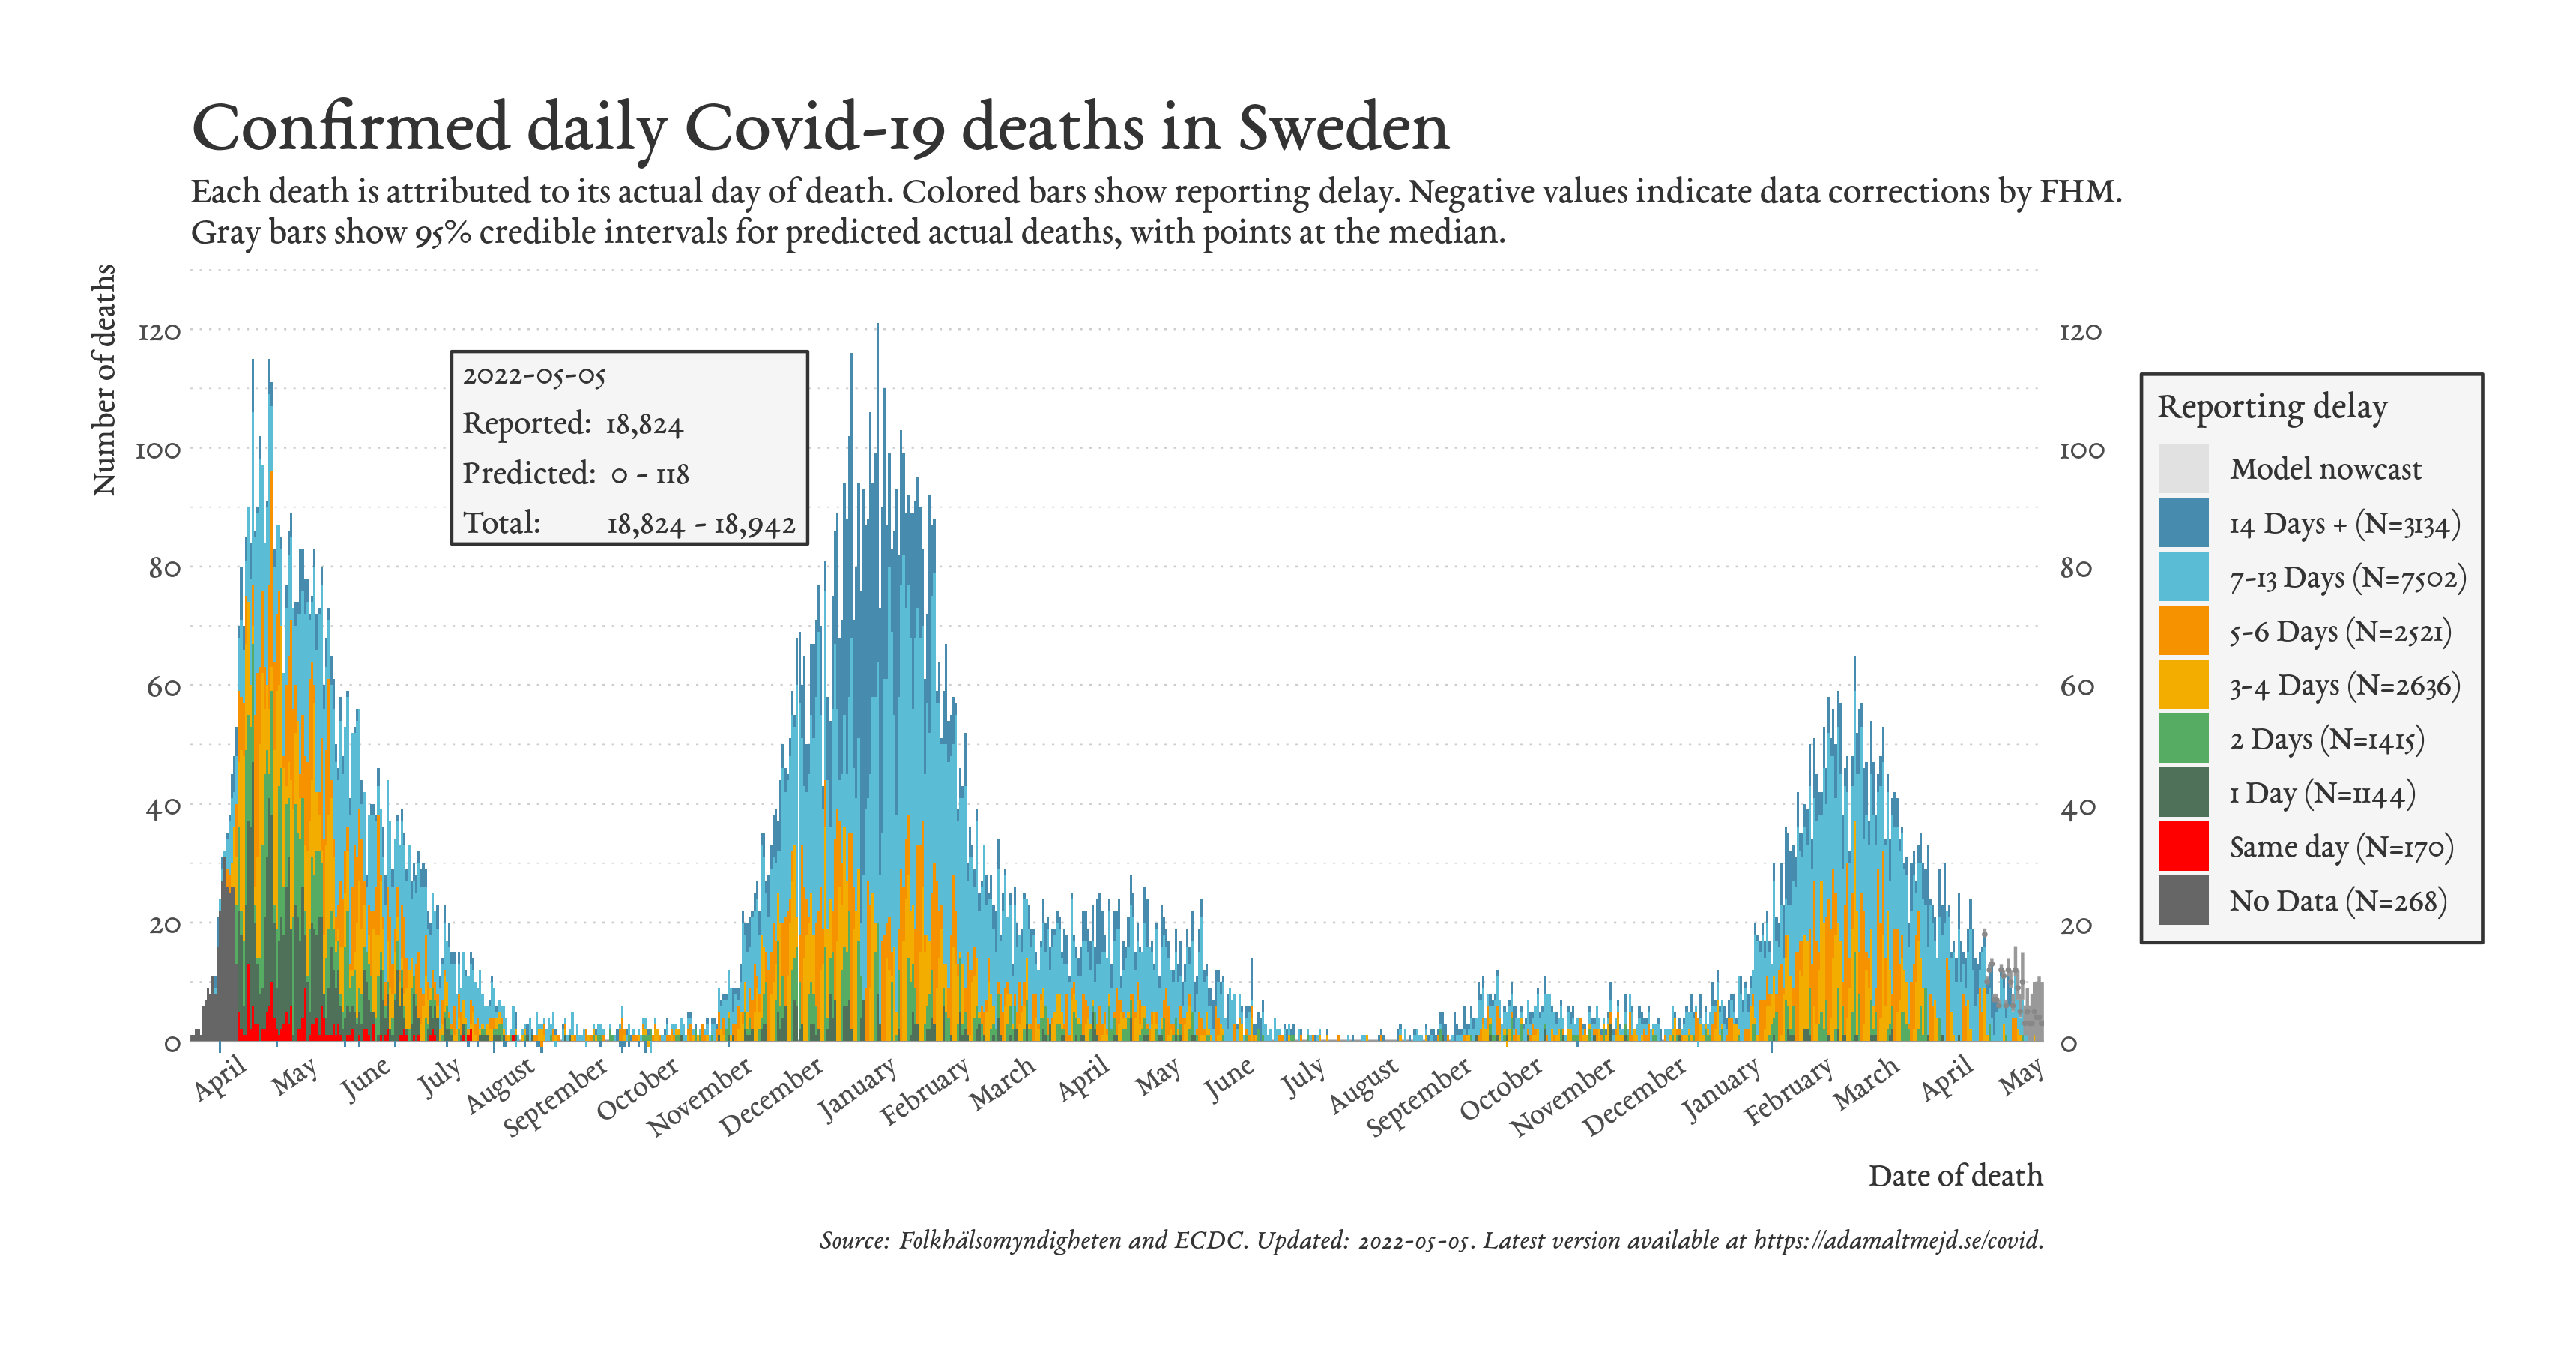 Confirmed daily Covid-19 deaths in Sweden
Each death is attributed to its actual day of death. Colored bars show reporting delay. Negative values indicate data corrections by FHM.
Gray bars show 95% credible intervals for predicted actual deaths, with points at the median.
Number of deaths
120
100
80
60
40
20
0
2022-05-05
Reported: 18,824
Predicted: 0 - 118
Total: 18,824 - 18,942
120
100
80
60
40
20
0
Reporting delay
Model nowcast
14 Days + (N=3134)
7-13 Days (N=7502)
5-6 Days (N=2521)
3-4 Days (N=2636)
2 Days (N=1415)
1 Day (N=1144)
Same day (N=170)
No Data (N=268)
April
May
June
July
August
September
October
November
December
January
February
March
April
May
June
July
August
September
October
November
December
January
February
March
April
May
Date of death
Source: Folkhälsomyndigheten and ECDC. Updated: 2022-05-05. Latest version available at https://adamaltmejd.se/covid.